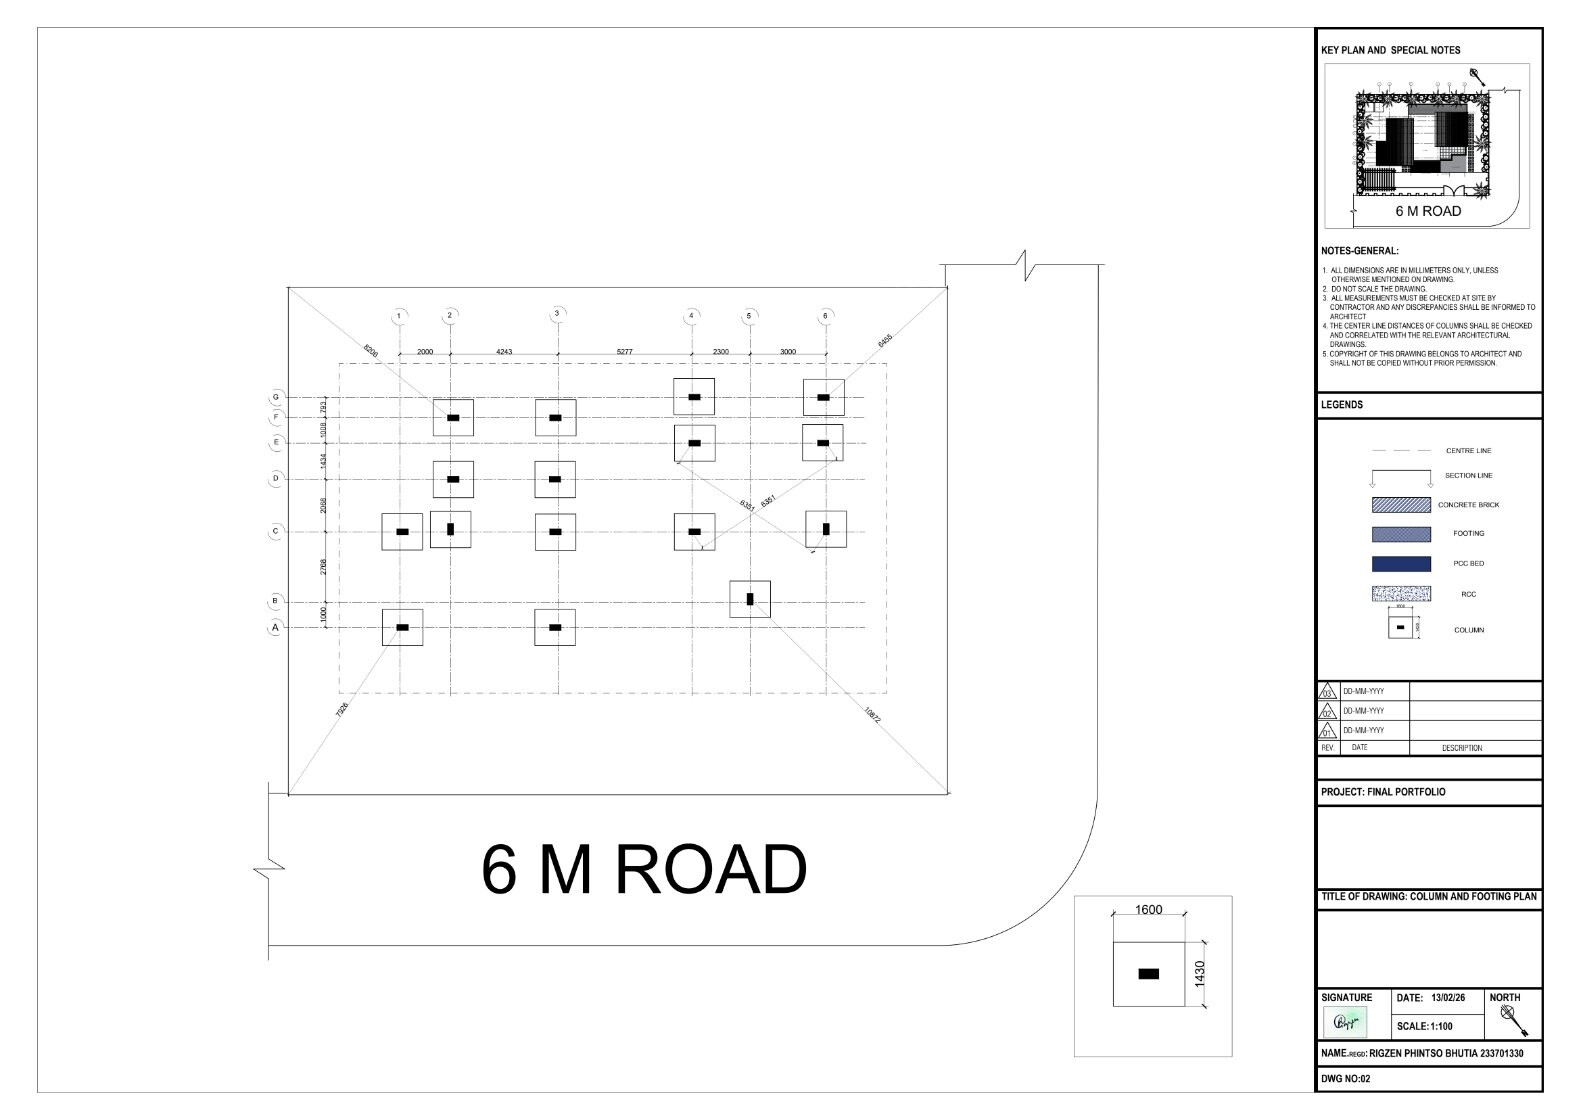 6 M ROAD
1
2
3
4
5
6
2000
4243
5277
2300
3000
8206
6455
G
F
E
D
C
B
A
793
1008
1434
2068
2768
1000
8351
8351
7926
10872
1600
1430
KEY PLAN AND SPECIAL NOTES
6 M ROAD
NOTES-GENERAL:
1. ALL DIMENSIONS ARE IN MILLIMETERS ONLY, UNLESS
OTHERWISE MENTIONED ON DRAWING.
2. DO NOT SCALE THE DRAWING.
3. ALL MEASUREMENTS MUST BE CHECKED AT SITE BY
CONTRACTOR AND ANY DISCREPANCIES SHALL BE INFORMED TO
ARCHITECT
4. THE CENTER LINE DISTANCES OF COLUMNS SHALL BE CHECKED
AND CORRELATED WITH THE RELEVANT ARCHITECTURAL
DRAWINGS.
5. COPYRIGHT OF THIS DRAWING BELONGS TO ARCHITECT AND
SHALL NOT BE COPIED WITHOUT PRIOR PERMISSION.
LEGENDS
CENTRE LINE
SECTION LINE
CONCRETE BRICK
FOOTING
PCC BED
RCC
COLUMN
03 DD-MM-YYYY
02 DD-MM-YYYY
01 DD-MM-YYYY
REV. DATE DESCRIPTION
PROJECT: FINAL PORTFOLIO
TITLE OF DRAWING: COLUMN AND FOOTING PLAN
SIGNATURE
DATE: 13/02/26
NORTH
SCALE:1:100
NAME.REGD:RIGZEN PHINTSO BHUTIA 233701330
DWG NO:02